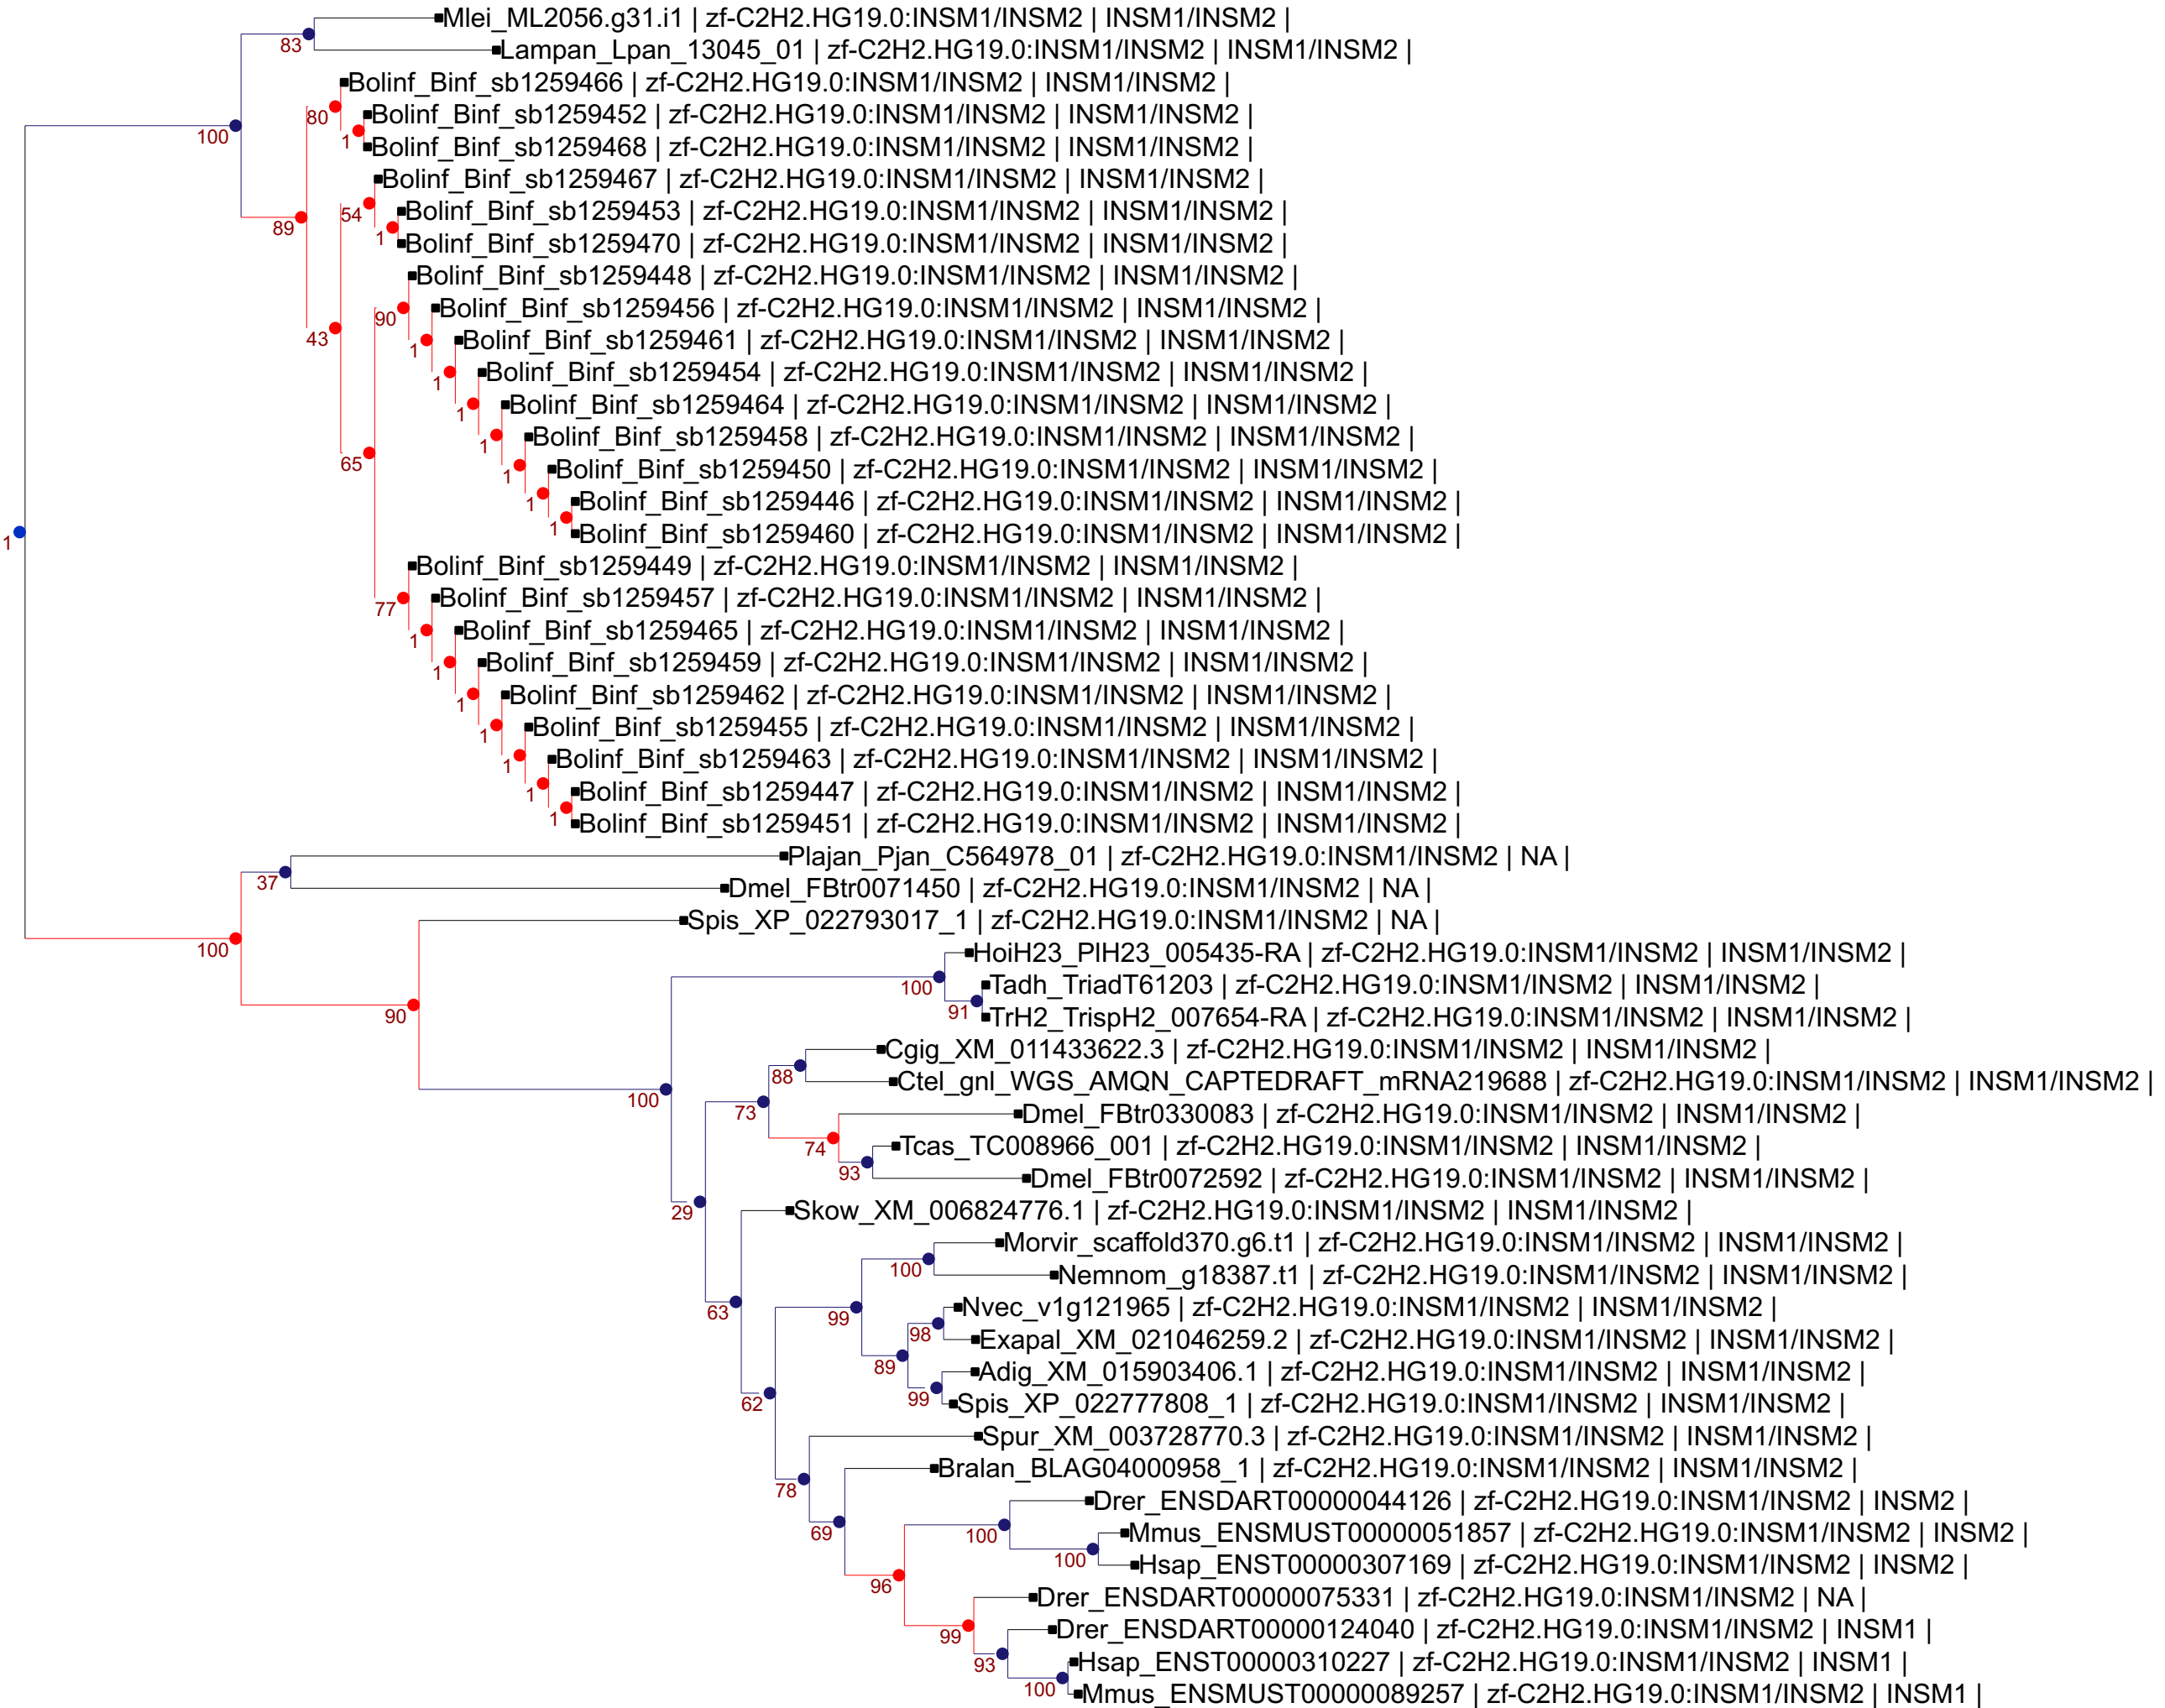 Mlei_ML2056.g31.i1 | zf-C2H2.HG19.0:INSM1/INSM2 | INSM1/INSM2 |
83
Lampan_Lpan_13045_01 | zf-C2H2.HG19.0:INSM1/INSM2 | INSM1/INSM2 |
Bolinf_Binf_sb1259466 | zf-C2H2.HG19.0:INSM1/INSM2 | INSM1/INSM2 |
80
Bolinf_Binf_sb1259452 | zf-C2H2.HG19.0:INSM1/INSM2 | INSM1/INSM2 |
100
1
Bolinf_Binf_sb1259468 | zf-C2H2.HG19.0:INSM1/INSM2 | INSM1/INSM2 |
Bolinf_Binf_sb1259467 | zf-C2H2.HG19.0:INSM1/INSM2 | INSM1/INSM2 |
54
Bolinf_Binf_sb1259453 | zf-C2H2.HG19.0:INSM1/INSM2 | INSM1/INSM2 |
89
1
Bolinf_Binf_sb1259470 | zf-C2H2.HG19.0:INSM1/INSM2 | INSM1/INSM2 |
Bolinf_Binf_sb1259448 | zf-C2H2.HG19.0:INSM1/INSM2 | INSM1/INSM2 |
90
Bolinf_Binf_sb1259456 | zf-C2H2.HG19.0:INSM1/INSM2 | INSM1/INSM2 |
43
1
Bolinf_Binf_sb1259461 | zf-C2H2.HG19.0:INSM1/INSM2 | INSM1/INSM2 |
1
Bolinf_Binf_sb1259454 | zf-C2H2.HG19.0:INSM1/INSM2 | INSM1/INSM2 |
1
Bolinf_Binf_sb1259464 | zf-C2H2.HG19.0:INSM1/INSM2 | INSM1/INSM2 |
1
Bolinf_Binf_sb1259458 | zf-C2H2.HG19.0:INSM1/INSM2 | INSM1/INSM2 |
65
1
Bolinf_Binf_sb1259450 | zf-C2H2.HG19.0:INSM1/INSM2 | INSM1/INSM2 |
1
Bolinf_Binf_sb1259446 | zf-C2H2.HG19.0:INSM1/INSM2 | INSM1/INSM2 |
1
Bolinf_Binf_sb1259460 | zf-C2H2.HG19.0:INSM1/INSM2 | INSM1/INSM2 |
1
Bolinf_Binf_sb1259449 | zf-C2H2.HG19.0:INSM1/INSM2 | INSM1/INSM2 |
77
Bolinf_Binf_sb1259457 | zf-C2H2.HG19.0:INSM1/INSM2 | INSM1/INSM2 |
1
Bolinf_Binf_sb1259465 | zf-C2H2.HG19.0:INSM1/INSM2 | INSM1/INSM2 |
1
Bolinf_Binf_sb1259459 | zf-C2H2.HG19.0:INSM1/INSM2 | INSM1/INSM2 |
1
Bolinf_Binf_sb1259462 | zf-C2H2.HG19.0:INSM1/INSM2 | INSM1/INSM2 |
1
Bolinf_Binf_sb1259455 | zf-C2H2.HG19.0:INSM1/INSM2 | INSM1/INSM2 |
1
Bolinf_Binf_sb1259463 | zf-C2H2.HG19.0:INSM1/INSM2 | INSM1/INSM2 |
1
Bolinf_Binf_sb1259447 | zf-C2H2.HG19.0:INSM1/INSM2 | INSM1/INSM2 |
1
Bolinf_Binf_sb1259451 | zf-C2H2.HG19.0:INSM1/INSM2 | INSM1/INSM2 |
Plajan_Pjan_C564978_01 | zf-C2H2.HG19.0:INSM1/INSM2 | NA |
37
Dmel_FBtr0071450 | zf-C2H2.HG19.0:INSM1/INSM2 | NA |
Spis_XP_022793017_1 | zf-C2H2.HG19.0:INSM1/INSM2 | NA |
100
HoiH23_PlH23_005435-RA | zf-C2H2.HG19.0:INSM1/INSM2 | INSM1/INSM2 |
100
Tadh_TriadT61203 | zf-C2H2.HG19.0:INSM1/INSM2 | INSM1/INSM2 |
90
91
TrH2_TrispH2_007654-RA | zf-C2H2.HG19.0:INSM1/INSM2 | INSM1/INSM2 |
Cgig_XM_011433622.3 | zf-C2H2.HG19.0:INSM1/INSM2 | INSM1/INSM2 |
88
Ctel_gnl_WGS_AMQN_CAPTEDRAFT_mRNA219688 | zf-C2H2.HG19.0:INSM1/INSM2 | INSM1/INSM2 |
100
73
Dmel_FBtr0330083 | zf-C2H2.HG19.0:INSM1/INSM2 | INSM1/INSM2 |
74
Tcas_TC008966_001 | zf-C2H2.HG19.0:INSM1/INSM2 | INSM1/INSM2 |
93
Dmel_FBtr0072592 | zf-C2H2.HG19.0:INSM1/INSM2 | INSM1/INSM2 |
29
Skow_XM_006824776.1 | zf-C2H2.HG19.0:INSM1/INSM2 | INSM1/INSM2 |
Morvir_scaffold370.g6.t1 | zf-C2H2.HG19.0:INSM1/INSM2 | INSM1/INSM2 |
100
Nemnom_g18387.t1 | zf-C2H2.HG19.0:INSM1/INSM2 | INSM1/INSM2 |
63
99
Nvec_v1g121965 | zf-C2H2.HG19.0:INSM1/INSM2 | INSM1/INSM2 |
98
Exapal_XM_021046259.2 | zf-C2H2.HG19.0:INSM1/INSM2 | INSM1/INSM2 |
89
Adig_XM_015903406.1 | zf-C2H2.HG19.0:INSM1/INSM2 | INSM1/INSM2 |
62
99
Spis_XP_022777808_1 | zf-C2H2.HG19.0:INSM1/INSM2 | INSM1/INSM2 |
Spur_XM_003728770.3 | zf-C2H2.HG19.0:INSM1/INSM2 | INSM1/INSM2 |
Bralan_BLAG04000958_1 | zf-C2H2.HG19.0:INSM1/INSM2 | INSM1/INSM2 |
78
Drer_ENSDART00000044126 | zf-C2H2.HG19.0:INSM1/INSM2 | INSM2 |
69
100
Mmus_ENSMUST00000051857 | zf-C2H2.HG19.0:INSM1/INSM2 | INSM2 |
100
Hsap_ENST00000307169 | zf-C2H2.HG19.0:INSM1/INSM2 | INSM2 |
96
Drer_ENSDART00000075331 | zf-C2H2.HG19.0:INSM1/INSM2 | NA |
99
Drer_ENSDART00000124040 | zf-C2H2.HG19.0:INSM1/INSM2 | INSM1 |
93
Hsap_ENST00000310227 | zf-C2H2.HG19.0:INSM1/INSM2 | INSM1 |
100
Mmus_ENSMUST00000089257 | zf-C2H2.HG19.0:INSM1/INSM2 | INSM1 |